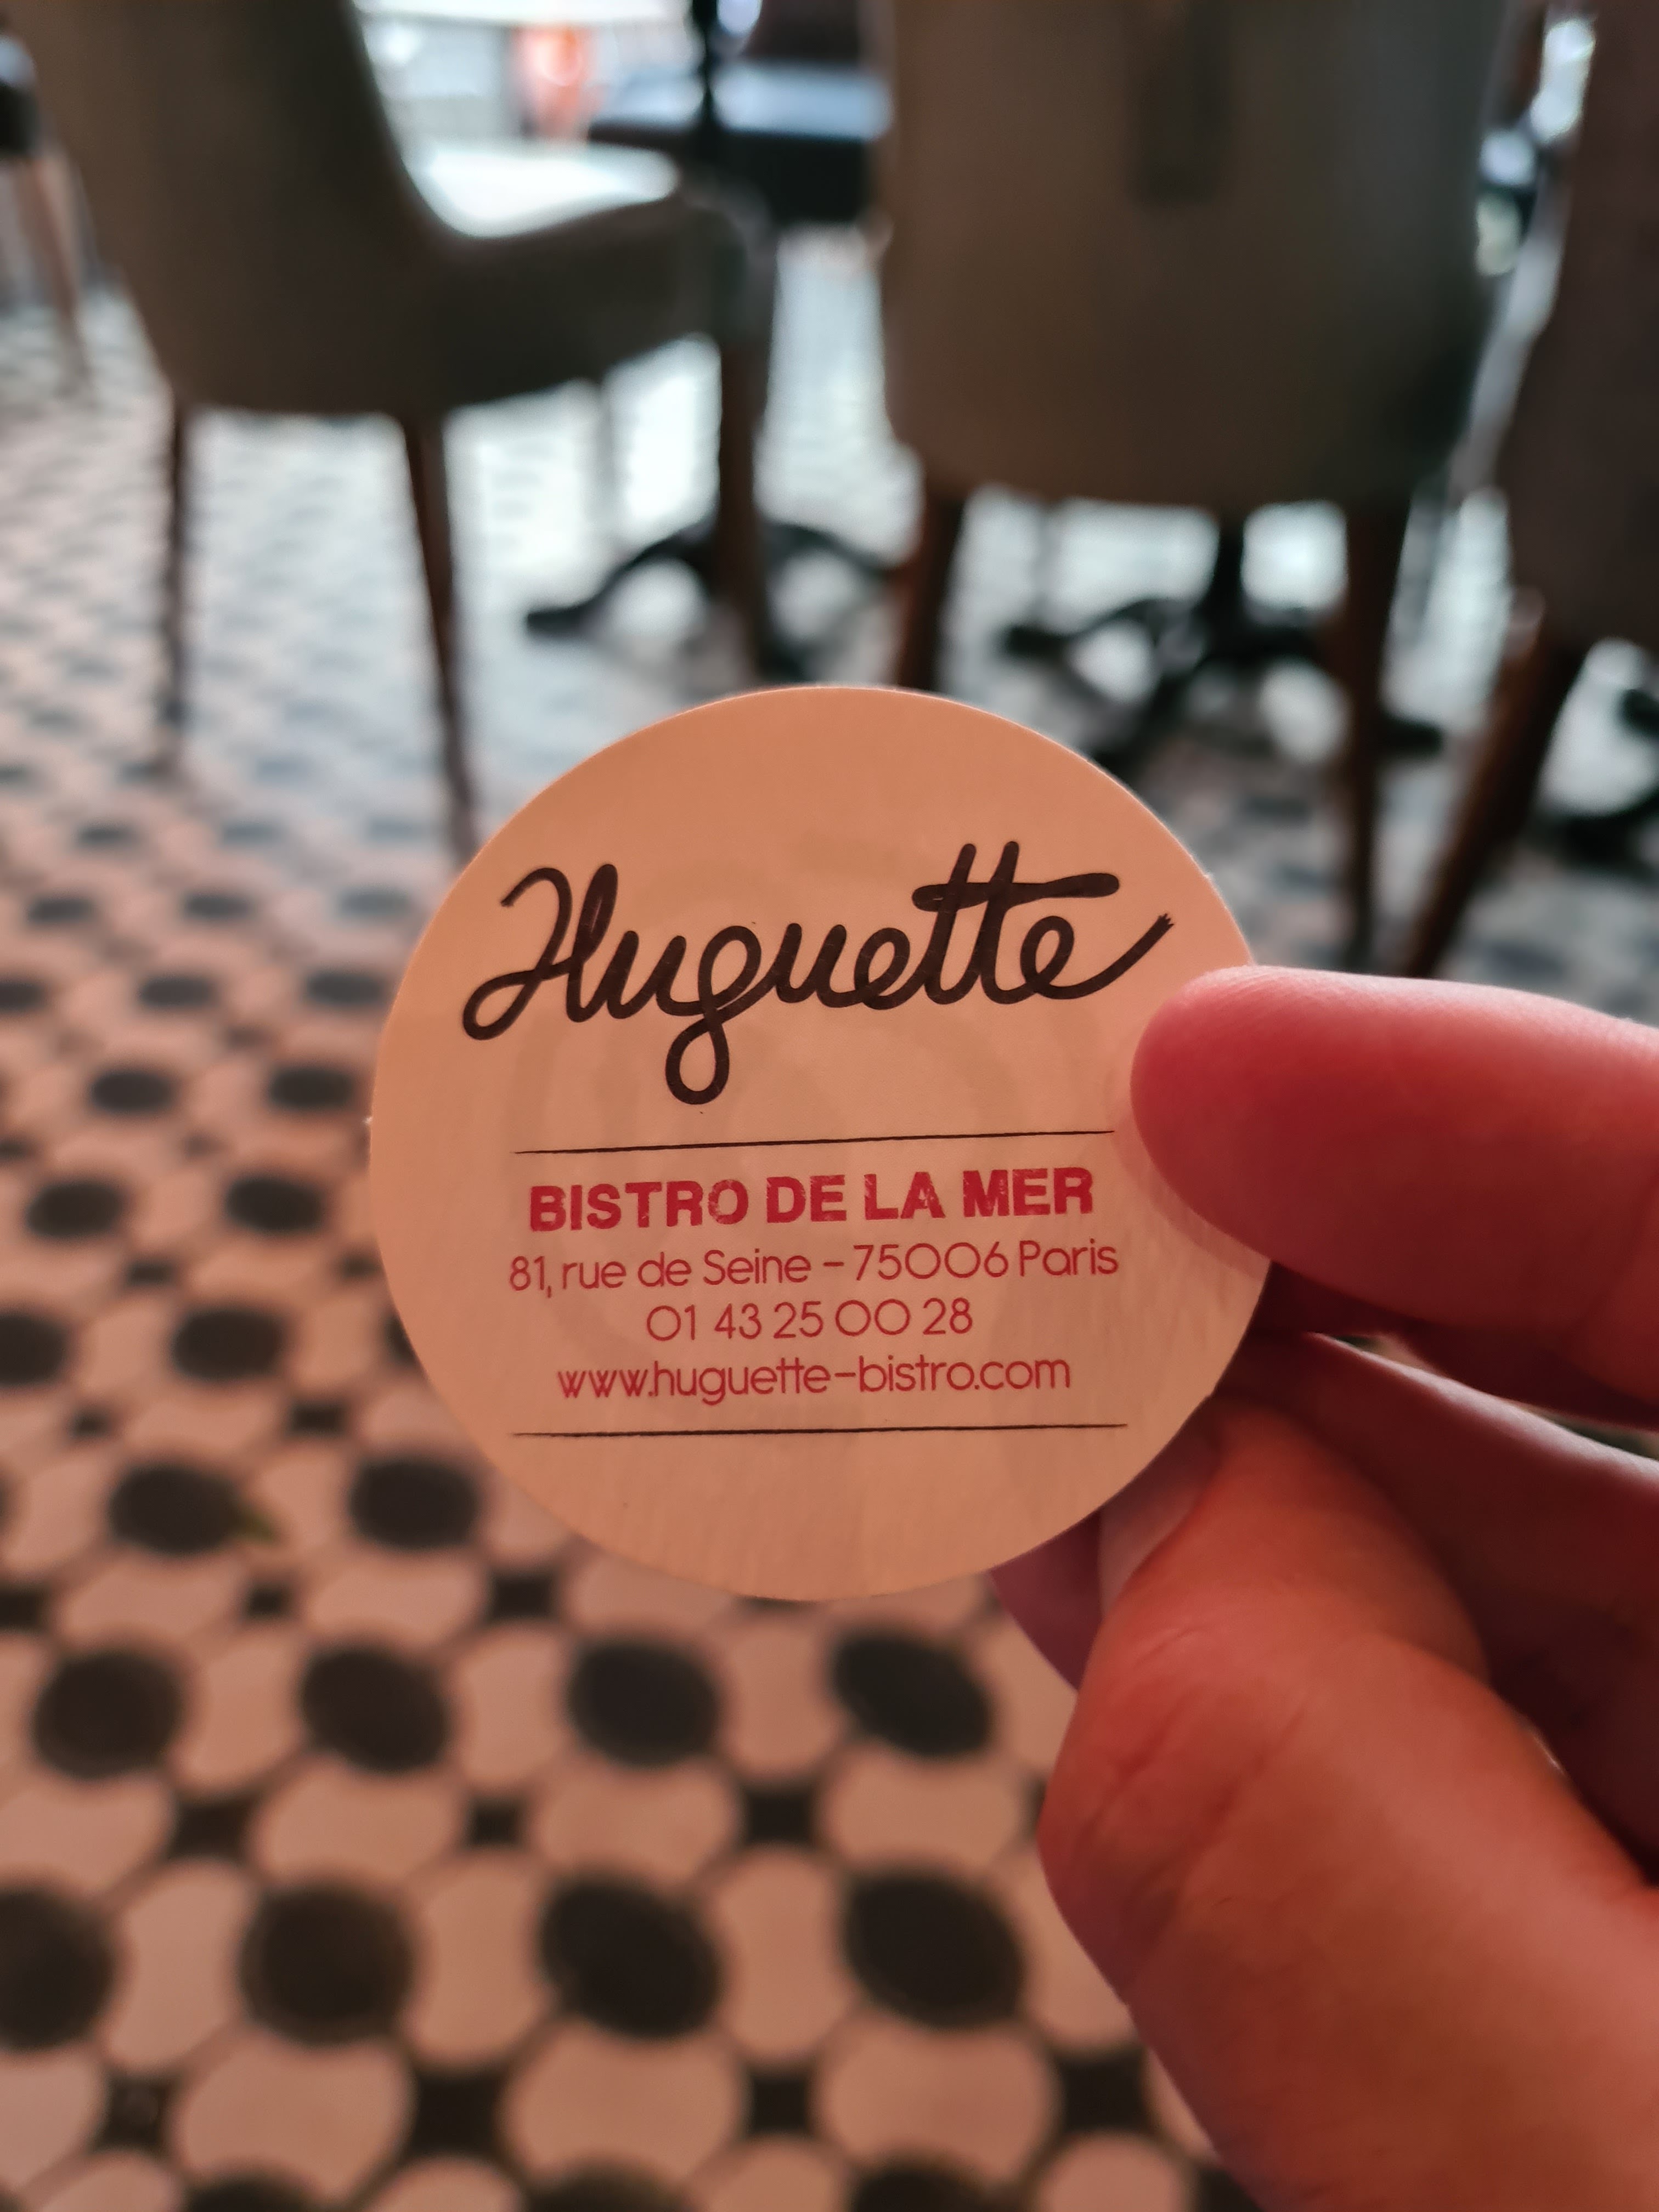 Huguette
BISTRO DE LA MER
81, rue de Seine - 75006 Paris
01 43 25 00 28
www.huguette-bistro.com